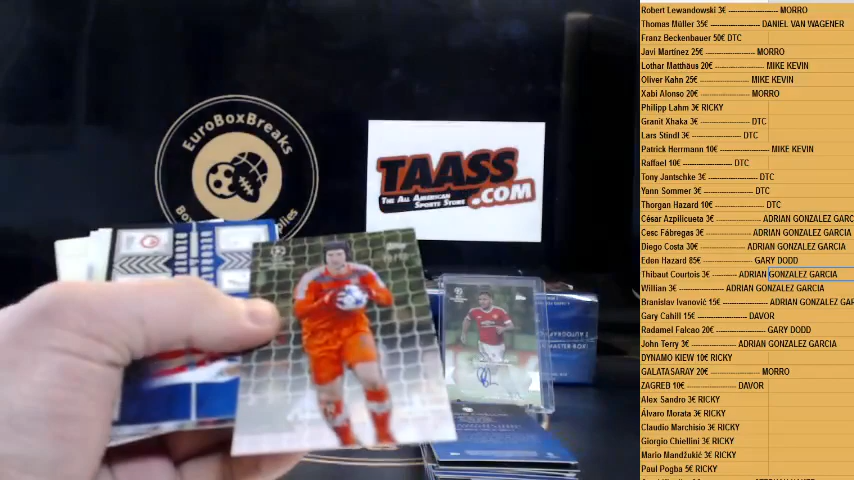 EuroBoxBreaks
TAASS
.COM
THE ALL AMERICAN
SPORTS STORE
Robert Lewandowski 3€ ---------------- MORRO
Thomas Müller 35€ ---------------- DANIEL VAN WAGENER
Franz Beckenbauer 50€ DTC
Javi Martínez 25€ ---------------- MORRO
Lothar Matthäus 20€ ---------------- MIKE KEVIN
Oliver Kahn 25€ ---------------- MIKE KEVIN
Xabi Alonso 20€ ---------------- MORRO
Philipp Lahm 3€ RICKY
Granit Xhaka 3€ ---------------- DTC
Lars Stindl 3€ ---------------- DTC
Patrick Herrmann 10€ ---------------- MIKE KEVIN
Raffael 10€ ---------------- DTC
Tony Jantschke 3€ ---------------- DTC
Yann Sommer 3€ ---------------- DTC
Thorgan Hazard 10€ ---------------- DTC
César Azpilicueta 3€ ---------------- ADRIAN GONZALEZ GARC
Cesc Fàbregas 3€ ---------------- ADRIAN GONZALEZ GARCIA
Diego Costa 30€ ---------------- ADRIAN GONZALEZ GARCIA
Eden Hazard 85€ ---------------- GARY DODD
Thibaut Courtois 3€ ---------------- ADRIAN GONZALEZ GARCIA
Willian 3€ ---------------- ADRIAN GONZALEZ GARCIA
Branislav Ivanović 15€ ---------------- ADRIAN GONZALEZ GAR
Gary Cahill 15€ ---------------- DAVOR
Radamel Falcao 20€ ---------------- GARY DODD
John Terry 3€ ---------------- ADRIAN GONZALEZ GARCIA
DYNAMO KIEW 10€ RICKY
GALATASARAY 20€ ---------------- MORRO
ZAGREB 10€ ---------------- DAVOR
Alex Sandro 3€ RICKY
Álvaro Morata 3€ RICKY
Claudio Marchisio 3€ RICKY
Giorgio Chiellini 3€ RICKY
Mario Mandžukić 3€ RICKY
Paul Pogba 5€ RICKY